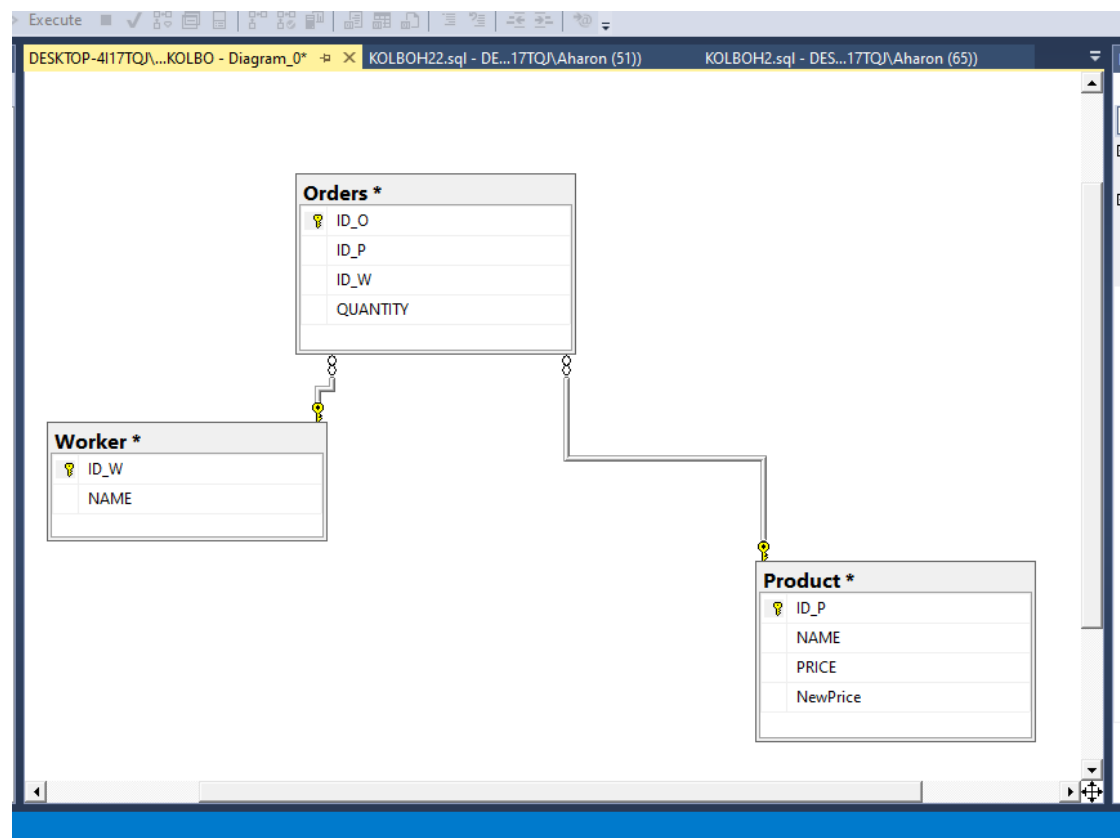 Execute
DESKTOP-4I17TQJ\...KOLBO - Diagram_0*
KOLBOH22.sql - DE...17TQJ\Aharon (51))
KOLBOH2.sql - DES...17TQJ\Aharon (65))
Orders *
ID_O
ID_P
ID_W
QUANTITY
Worker *
ID_W
NAME
Product *
ID_P
NAME
PRICE
NewPrice